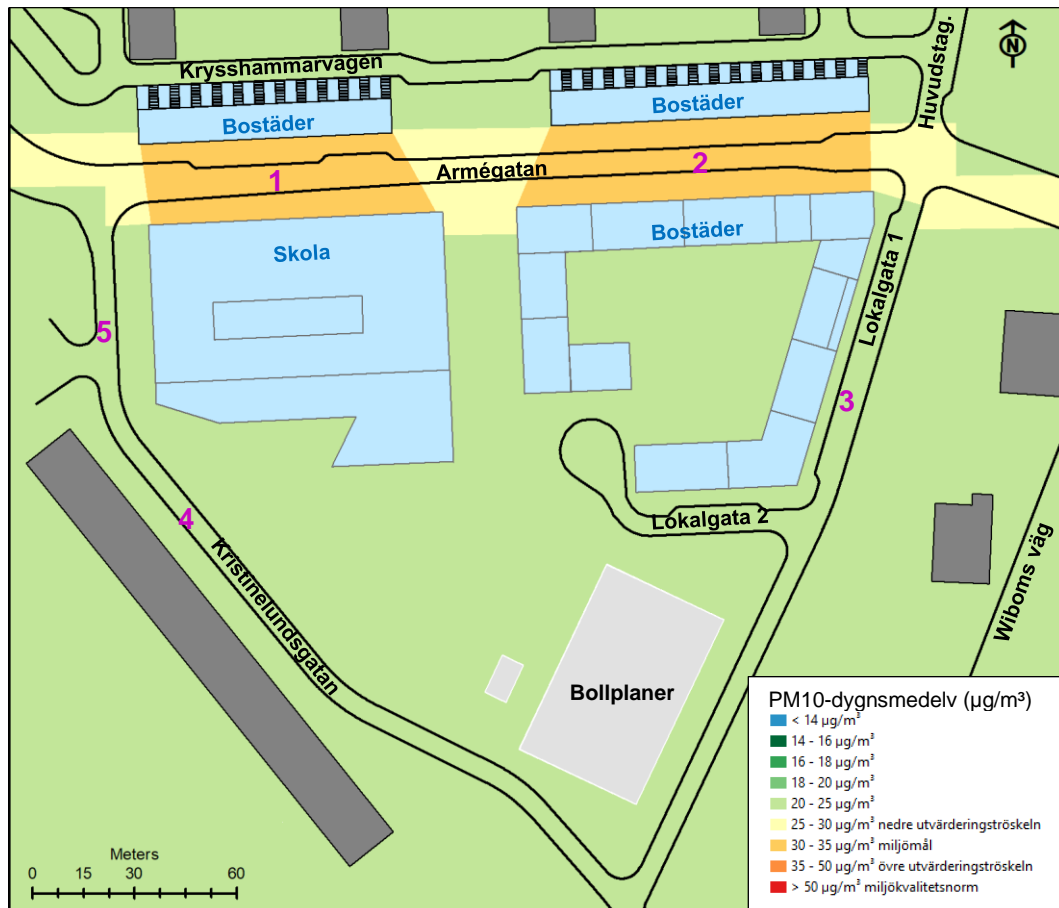 Krysshammarvägen
Huvudstag.
N
Bostäder
Bostäder
Armégatan
1
2
Skola
Bostäder
Lokalgata 1
5
3
4
Lokalgata 2
Kristinelundsgatan
Wiboms väg
Bollplaner
PM10-dygnsmedelv (µg/m³)
< 14 µg/m³
14 - 16 µg/m³
16 - 18 µg/m³
18 - 20 µg/m³
20 - 25 µg/m³
25 - 30 µg/m³ nedre utvärderingströskeln
30 - 35 µg/m³ miljömål
35 - 50 µg/m³ övre utvärderingströskeln
> 50 µg/m³ miljökvalitetsnorm
Meters
0 15 30 60